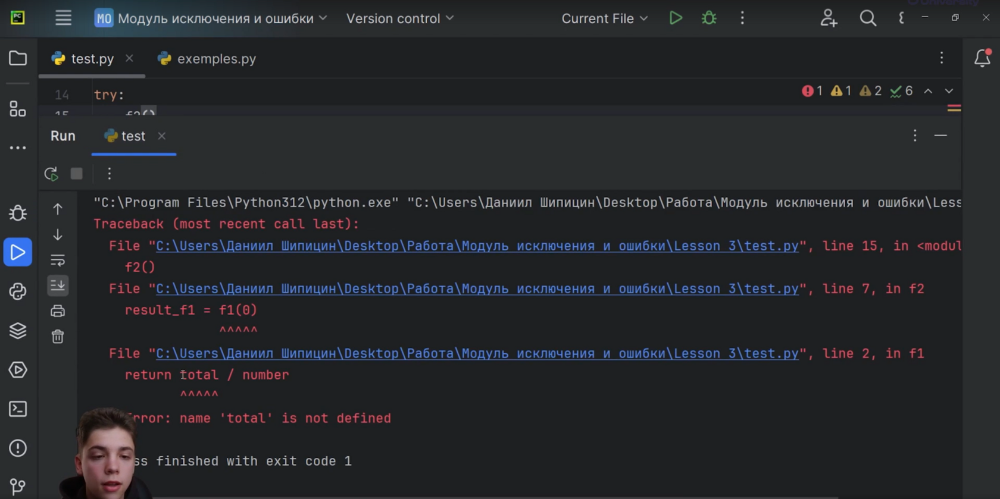 PC
МО Модуль исключения и ошибки Version control Current File
test.py exemples.py
14 try:
1 1 2 6
15 f2()
Run test
"C:\Program Files\Python312\python.exe" "C:\Users\Даниил Шипицин\Desktop\Работа\Модуль исключения и ошибки\Less
Traceback (most recent call last):
File "C:\Users\Даниил Шипицин\Desktop\Работа\Модуль исключения и ошибки\Lesson 3\test.py", line 15, in <modul
f2()
File "C:\Users\Даниил Шипицин\Desktop\Работа\Модуль исключения и ошибки\Lesson 3\test.py", line 7, in f2
result_f1 = f1(0)
^^^^^
File "C:\Users\Даниил Шипицин\Desktop\Работа\Модуль исключения и ошибки\Lesson 3\test.py", line 2, in f1
return total / number
^^^^^
rror: name 'total' is not defined
ss finished with exit code 1